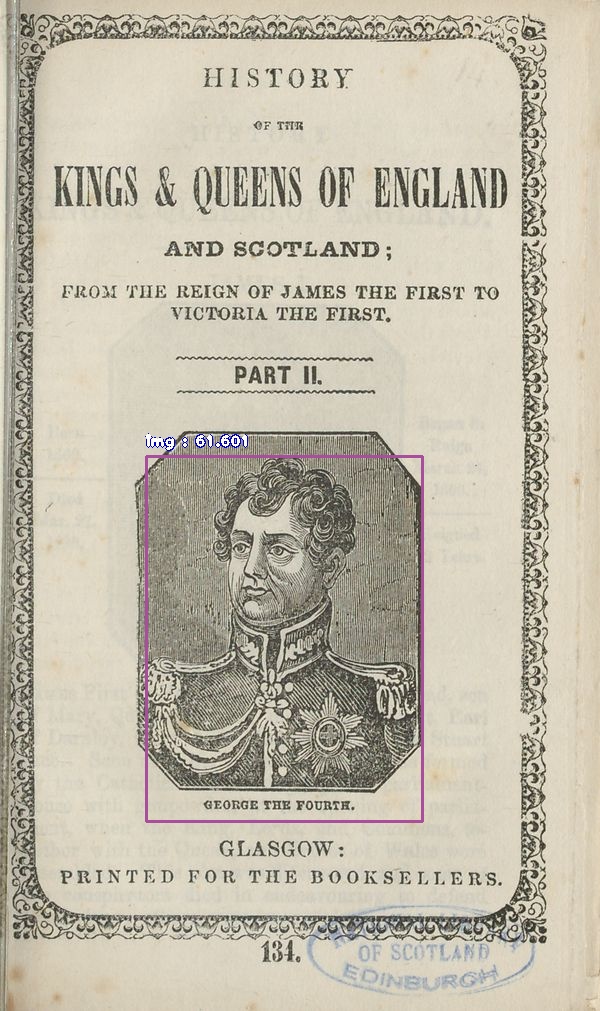 HISTORY
OF THE
KINGS & QUEENS OF ENGLAND
AND SCOTLAND;
FROM THE REIGN OF JAMES THE FIRST TO
VICTORIA THE FIRST.
PART II.
img : 61.601
GEORGE THE FOURTH.
GLASGOW:
PRINTED FOR THE BOOKSELLERS.
134.
OF SCOTLAND
EDINBURGH